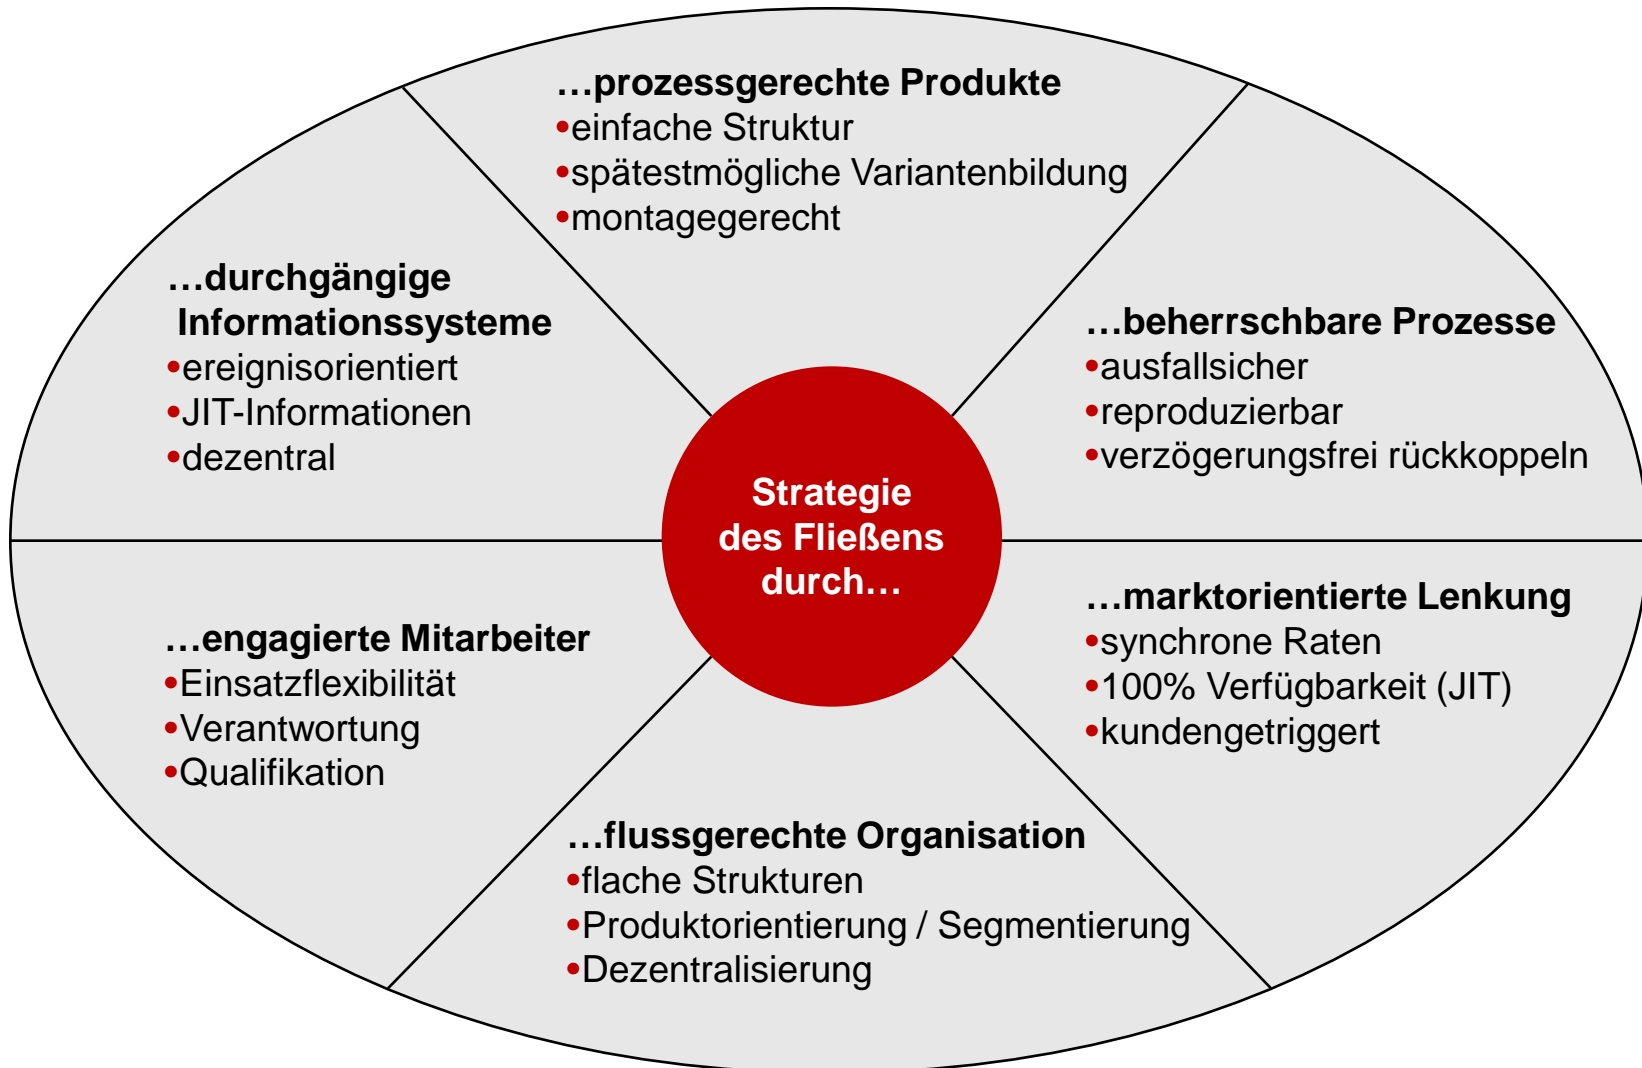 …prozessgerechte Produkte
•einfache Struktur
•spätestmögliche Variantenbildung
•montagegerecht
…durchgängige
Informationssysteme
•ereignisorientiert
•JIT-Informationen
•dezentral
…beherrschbare Prozesse
•ausfallsicher
•reproduzierbar
•verzögerungsfrei rückkoppeln
Strategie
des Fließens
durch…
…engagierte Mitarbeiter
•Einsatzflexibilität
•Verantwortung
•Qualifikation
…marktorientierte Lenkung
•synchrone Raten
•100% Verfügbarkeit (JIT)
•kundengetriggert
…flussgerechte Organisation
•flache Strukturen
•Produktorientierung / Segmentierung
•Dezentralisierung